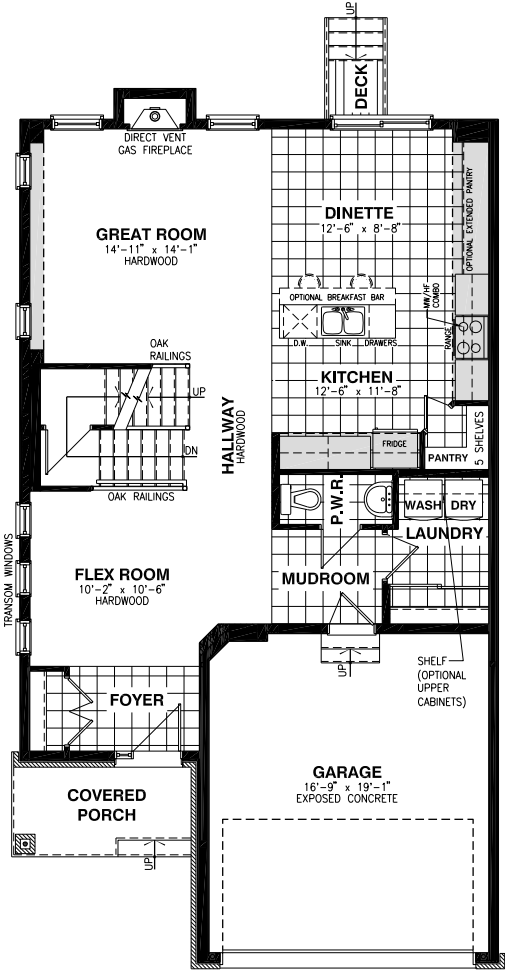 UP
DECK
DIRECT VENT
GAS FIREPLACE
GREAT ROOM
14'-11" x 14'-1"
HARDWOOD
DINETTE
12'-6" x 8'-8"
OPTIONAL EXTENDED PANTRY
OPTIONAL BREAKFAST BAR
MW/HF
COMBO
RANGE
D.W.
SINK
DRAWERS
OAK
RAILINGS
KITCHEN
12'-6" x 11'-8"
UP
HALLWAY
HARDWOOD
DN
FRIDGE
PANTRY
5 SHELVES
OAK RAILINGS
P.W.R.
WASH
DRY
LAUNDRY
TRANSOM WINDOWS
FLEX ROOM
10'-2" x 10'-6"
HARDWOOD
MUDROOM
UP
SHELF
(OPTIONAL
UPPER
CABINETS)
FOYER
GARAGE
16'-9" x 19'-1"
EXPOSED CONCRETE
COVERED
PORCH
UP